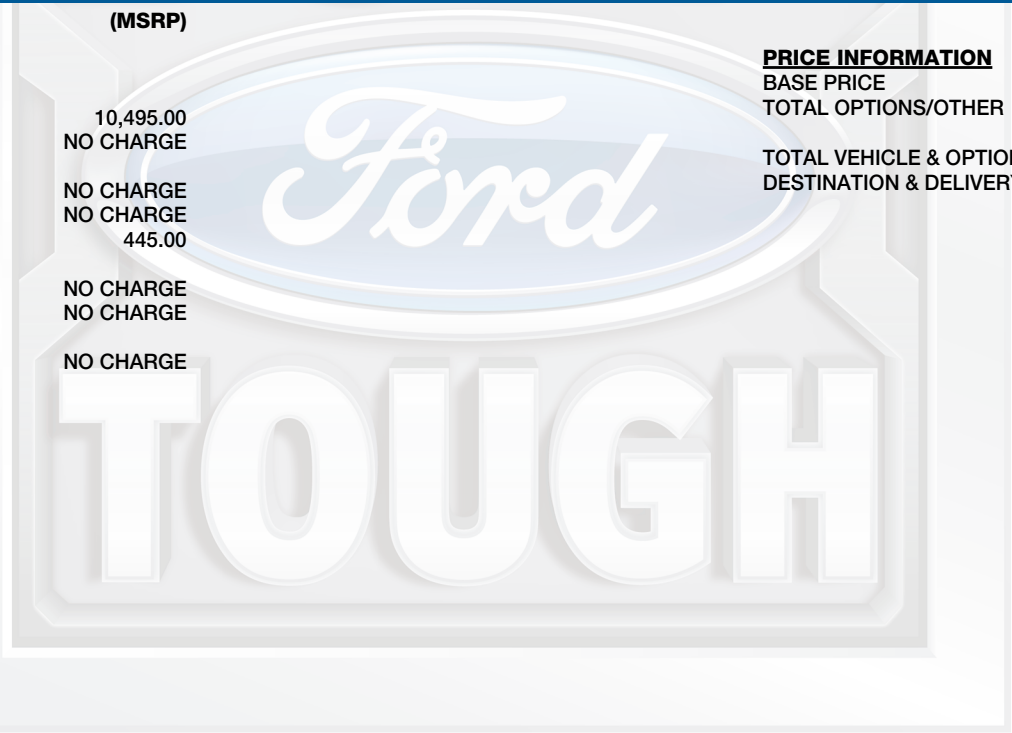 (MSRP)
10,495.00
NO CHARGE
NO CHARGE
NO CHARGE
445.00
NO CHARGE
NO CHARGE
NO CHARGE
PRICE INFORMATION
BASE PRICE
TOTAL OPTIONS/OTHER
TOTAL VEHICLE & OPTION
DESTINATION & DELIVERY
Ford
TOUGH